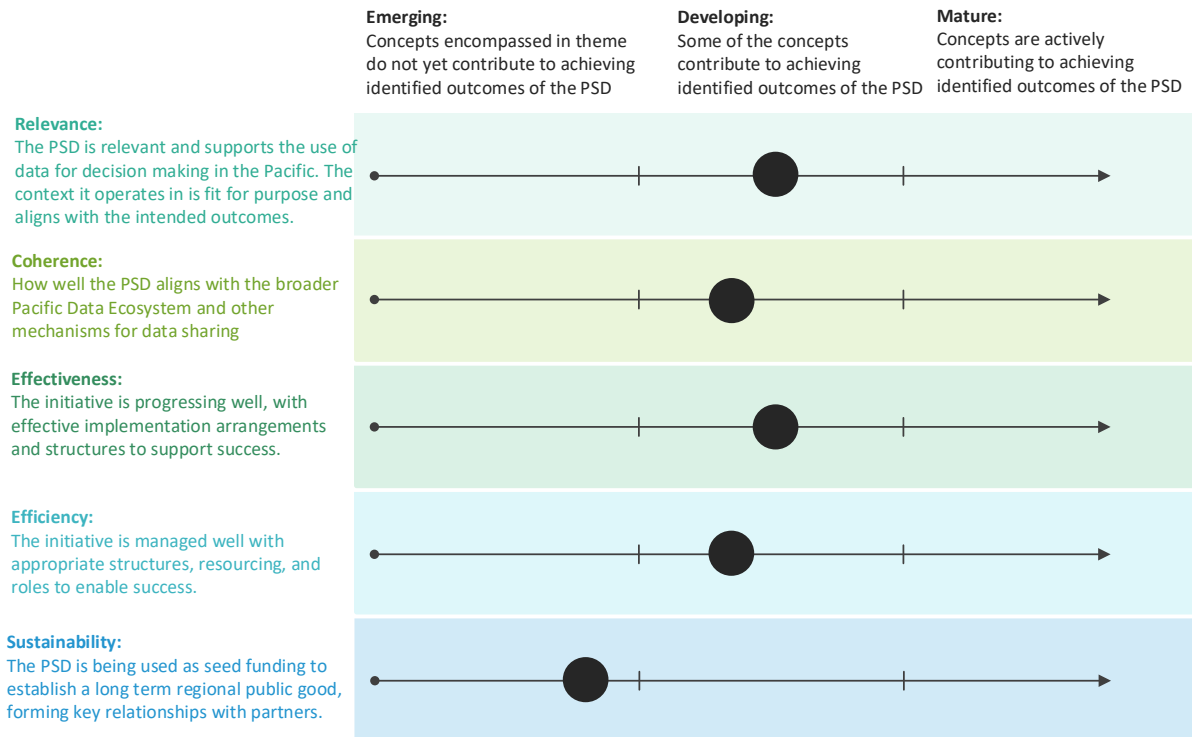 Emerging:
Concepts encompassed in theme
do not yet contribute to achieving
identified outcomes of the PSD
Developing:
Some of the concepts
contribute to achieving
identified outcomes of the PSD
Mature:
Concepts are actively
contributing to achieving
identified outcomes of the PSD
Relevance:
The PSD is relevant and supports the use of
data for decision making in the Pacific. The
context it operates in is fit for purpose and
aligns with the intended outcomes.
Coherence:
How well the PSD aligns with the broader
Pacific Data Ecosystem and other
mechanisms for data sharing
Effectiveness:
The initiative is progressing well, with
effective implementation arrangements
and structures to support success.
Efficiency:
The initiative is managed well with
appropriate structures, resourcing, and
roles to enable success.
Sustainability:
The PSD is being used as seed funding to
establish a long term regional public good,
forming key relationships with partners.